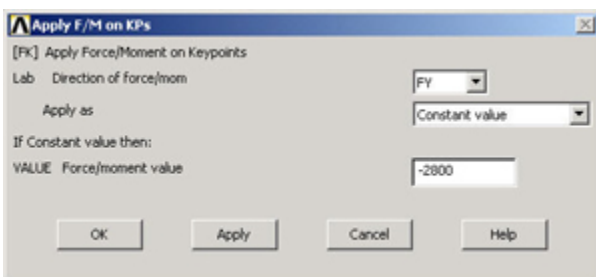 Apply F/M on KPs
[FK] Apply Force/Moment on Keypoints
Lab Direction of force/mom FY
Apply as Constant value
If Constant value then:
VALUE Force/moment value -2800
OK Apply Cancel Help